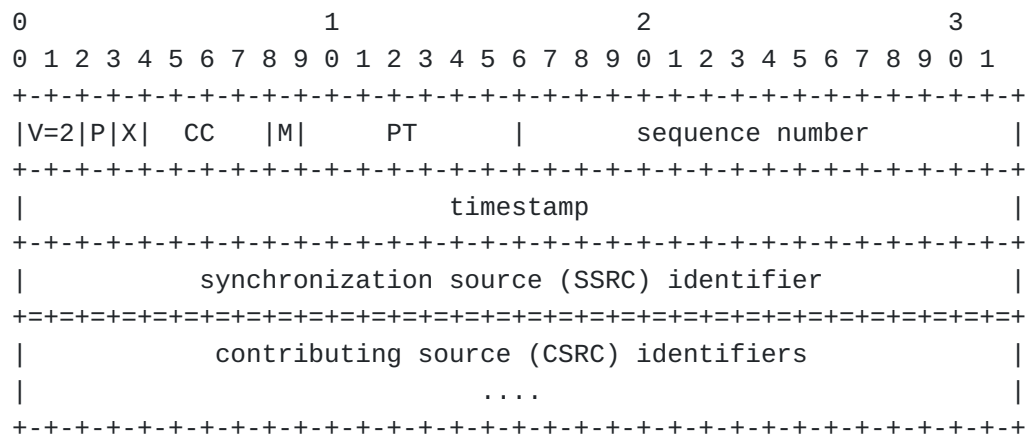 0                   1                   2                   3
0 1 2 3 4 5 6 7 8 9 0 1 2 3 4 5 6 7 8 9 0 1 2 3 4 5 6 7 8 9 0 1
+-+-+-+-+-+-+-+-+-+-+-+-+-+-+-+-+-+-+-+-+-+-+-+-+-+-+-+-+-+-+-+-+
|V=2|P|X|  CC   |M|     PT      |       sequence number         |
+-+-+-+-+-+-+-+-+-+-+-+-+-+-+-+-+-+-+-+-+-+-+-+-+-+-+-+-+-+-+-+-+
|                           timestamp                           |
+-+-+-+-+-+-+-+-+-+-+-+-+-+-+-+-+-+-+-+-+-+-+-+-+-+-+-+-+-+-+-+-+
|           synchronization source (SSRC) identifier            |
+=+=+=+=+=+=+=+=+=+=+=+=+=+=+=+=+=+=+=+=+=+=+=+=+=+=+=+=+=+=+=+=+
|            contributing source (CSRC) identifiers             |
|                             ....                              |
+-+-+-+-+-+-+-+-+-+-+-+-+-+-+-+-+-+-+-+-+-+-+-+-+-+-+-+-+-+-+-+-+